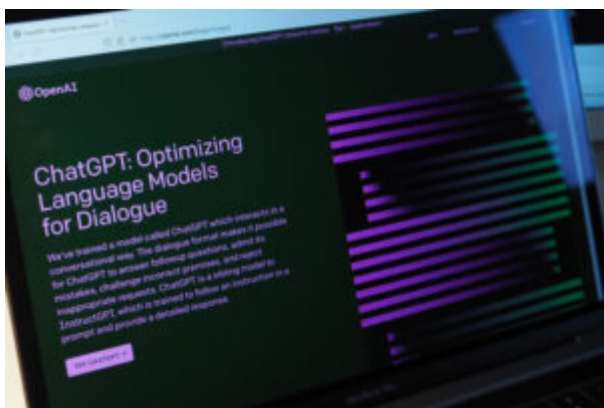 OpenAI
ChatGPT: Optimizing
Language Models
for Dialogue
We've trained a model called ChatGPT which interacts in a
conversational way. The dialogue format makes it possible
for ChatGPT to answer followup questions, admit its
mistakes, challenge incorrect premises, and reject
inappropriate requests. ChatGPT is a sibling model to
InstructGPT, which is trained to follow an instruction in a
prompt and provide a detailed response.